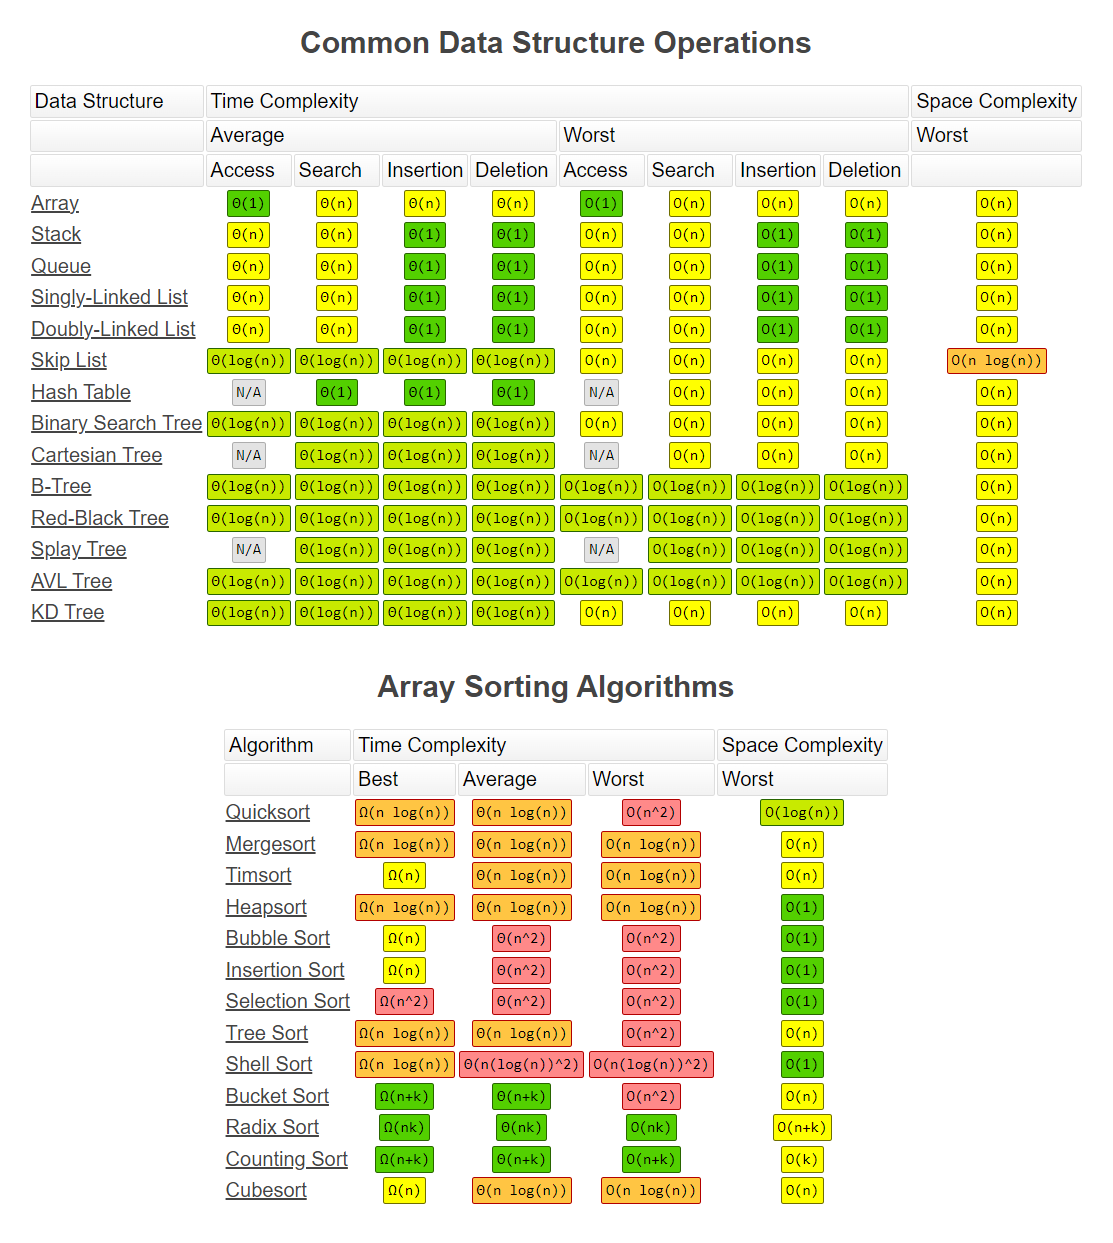 Common Data Structure Operations
Data Structure Time Complexity Space Complexity
Average Worst Worst
Access Search Insertion Deletion Access Search Insertion Deletion
Array Θ(1) Θ(n) Θ(n) Θ(n) O(1) O(n) O(n) O(n) O(n)
Stack Θ(n) Θ(n) Θ(1) Θ(1) O(n) O(n) O(1) O(1) O(n)
Queue Θ(n) Θ(n) Θ(1) Θ(1) O(n) O(n) O(1) O(1) O(n)
Singly-Linked List Θ(n) Θ(n) Θ(1) Θ(1) O(n) O(n) O(1) O(1) O(n)
Doubly-Linked List Θ(n) Θ(n) Θ(1) Θ(1) O(n) O(n) O(1) O(1) O(n)
Skip List Θ(log(n)) Θ(log(n)) Θ(log(n)) Θ(log(n)) O(n) O(n) O(n) O(n) O(n log(n))
Hash Table N/A Θ(1) Θ(1) Θ(1) N/A O(n) O(n) O(n) O(n)
Binary Search Tree Θ(log(n)) Θ(log(n)) Θ(log(n)) Θ(log(n)) O(n) O(n) O(n) O(n) O(n)
Cartesian Tree N/A Θ(log(n)) Θ(log(n)) Θ(log(n)) N/A O(n) O(n) O(n) O(n)
B-Tree Θ(log(n)) Θ(log(n)) Θ(log(n)) Θ(log(n)) O(log(n)) O(log(n)) O(log(n)) O(log(n)) O(n)
Red-Black Tree Θ(log(n)) Θ(log(n)) Θ(log(n)) Θ(log(n)) O(log(n)) O(log(n)) O(log(n)) O(log(n)) O(n)
Splay Tree N/A Θ(log(n)) Θ(log(n)) Θ(log(n)) N/A O(log(n)) O(log(n)) O(log(n)) O(n)
AVL Tree Θ(log(n)) Θ(log(n)) Θ(log(n)) Θ(log(n)) O(log(n)) O(log(n)) O(log(n)) O(log(n)) O(n)
KD Tree Θ(log(n)) Θ(log(n)) Θ(log(n)) Θ(log(n)) O(n) O(n) O(n) O(n) O(n)
Array Sorting Algorithms
Algorithm Time Complexity Space Complexity
Best Average Worst Worst
Quicksort Ω(n log(n)) Θ(n log(n)) O(n^2) O(log(n))
Mergesort Ω(n log(n)) Θ(n log(n)) O(n log(n)) O(n)
Timsort Ω(n) Θ(n log(n)) O(n log(n)) O(n)
Heapsort Ω(n log(n)) Θ(n log(n)) O(n log(n)) O(1)
Bubble Sort Ω(n) Θ(n^2) O(n^2) O(1)
Insertion Sort Ω(n) Θ(n^2) O(n^2) O(1)
Selection Sort Ω(n^2) Θ(n^2) O(n^2) O(1)
Tree Sort Ω(n log(n)) Θ(n log(n)) O(n^2) O(n)
Shell Sort Ω(n log(n)) Θ(n(log(n))^2) O(n(log(n))^2) O(1)
Bucket Sort Ω(n+k) Θ(n+k) O(n^2) O(n)
Radix Sort Ω(nk) Θ(nk) O(nk) O(n+k)
Counting Sort Ω(n+k) Θ(n+k) O(n+k) O(k)
Cubesort Ω(n) Θ(n log(n)) O(n log(n)) O(n)